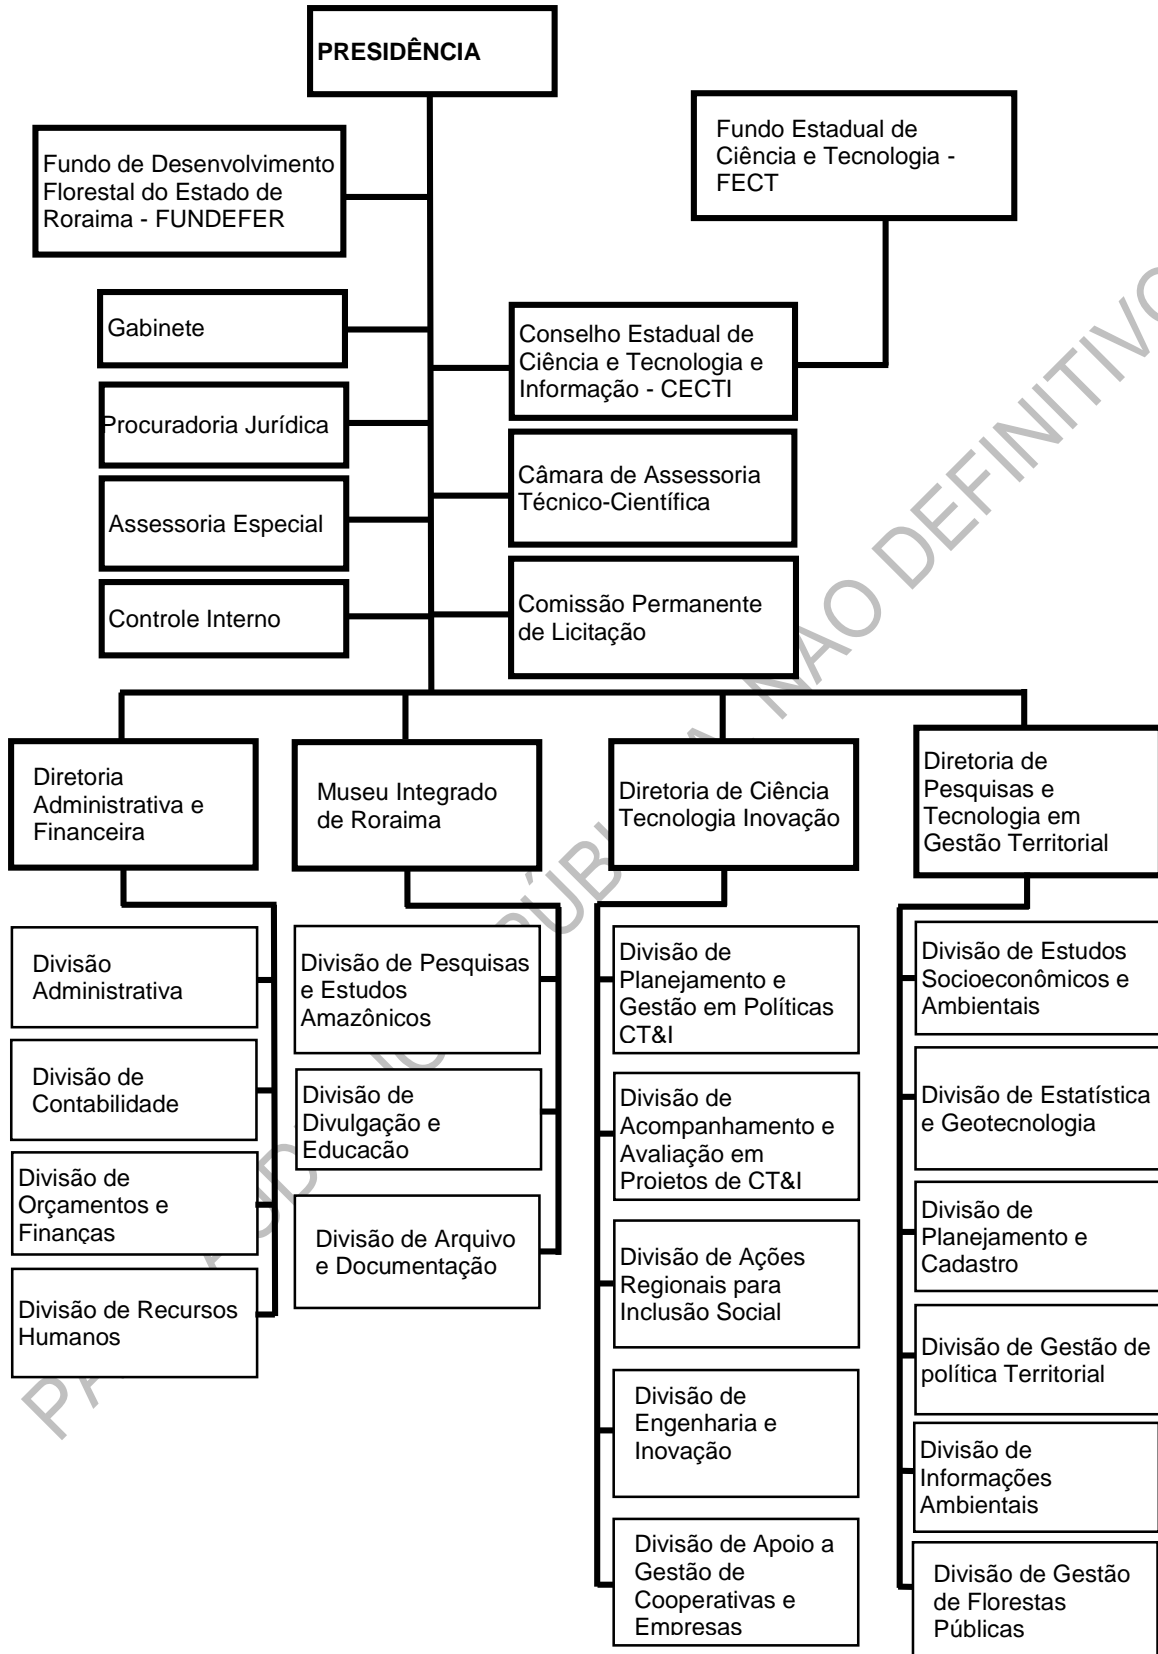 PRESIDÊNCIA
Fundo Estadual de
Ciência e Tecnologia -
FECT
Fundo de Desenvolvimento
Florestal do Estado de
Roraima - FUNDEFER
Gabinete
Conselho Estadual de
Ciência e Tecnologia e
Informação - CECTI
Procuradoria Jurídica
Câmara de Assessoria
Técnico-Científica
Assessoria Especial
Controle Interno
Comissão Permanente
de Licitação
Diretoria
Administrativa e
Financeira
Museu Integrado
de Roraima
Diretoria de Ciência
Tecnologia Inovação
Diretoria de
Pesquisas e
Tecnologia em
Gestão Territorial
Divisão
Administrativa
Divisão de
Contabilidade
Divisão de
Orçamentos e
Finanças
Divisão de Recursos
Humanos
Divisão de Pesquisas
e Estudos
Amazônicos
Divisão de
Divulgação e
Educação
Divisão de Arquivo
e Documentação
Divisão de
Planejamento e
Gestão em Políticas
CT&I
Divisão de
Acompanhamento e
Avaliação em
Projetos de CT&I
Divisão de Ações
Regionais para
Inclusão Social
Divisão de
Engenharia e
Inovação
Divisão de Apoio a
Gestão de
Cooperativas e
Empresas
Divisão de Estudos
Socioeconômicos e
Ambientais
Divisão de Estatística
e Geotecnologia
Divisão de
Planejamento e
Cadastro
Divisão de Gestão de
política Territorial
Divisão de
Informações
Ambientais
Divisão de Gestão
de Florestas
Públicas
NAO DEFINITIVO